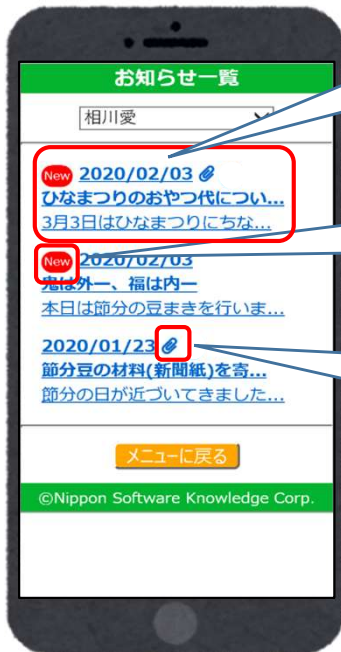 お知らせ一覧
相川愛
New 2020/02/03
ひなまつりのおやつ代につい...
3月3日はひなまつりにちな...
New 2020/02/03
鬼は外ー、福は内ー
本日は節分の豆まきを行いま...
2020/01/23
節分豆の材料(新聞紙)を寄...
節分の日が近づいてきました...
メニューに戻る
©Nippon Software Knowledge Corp.